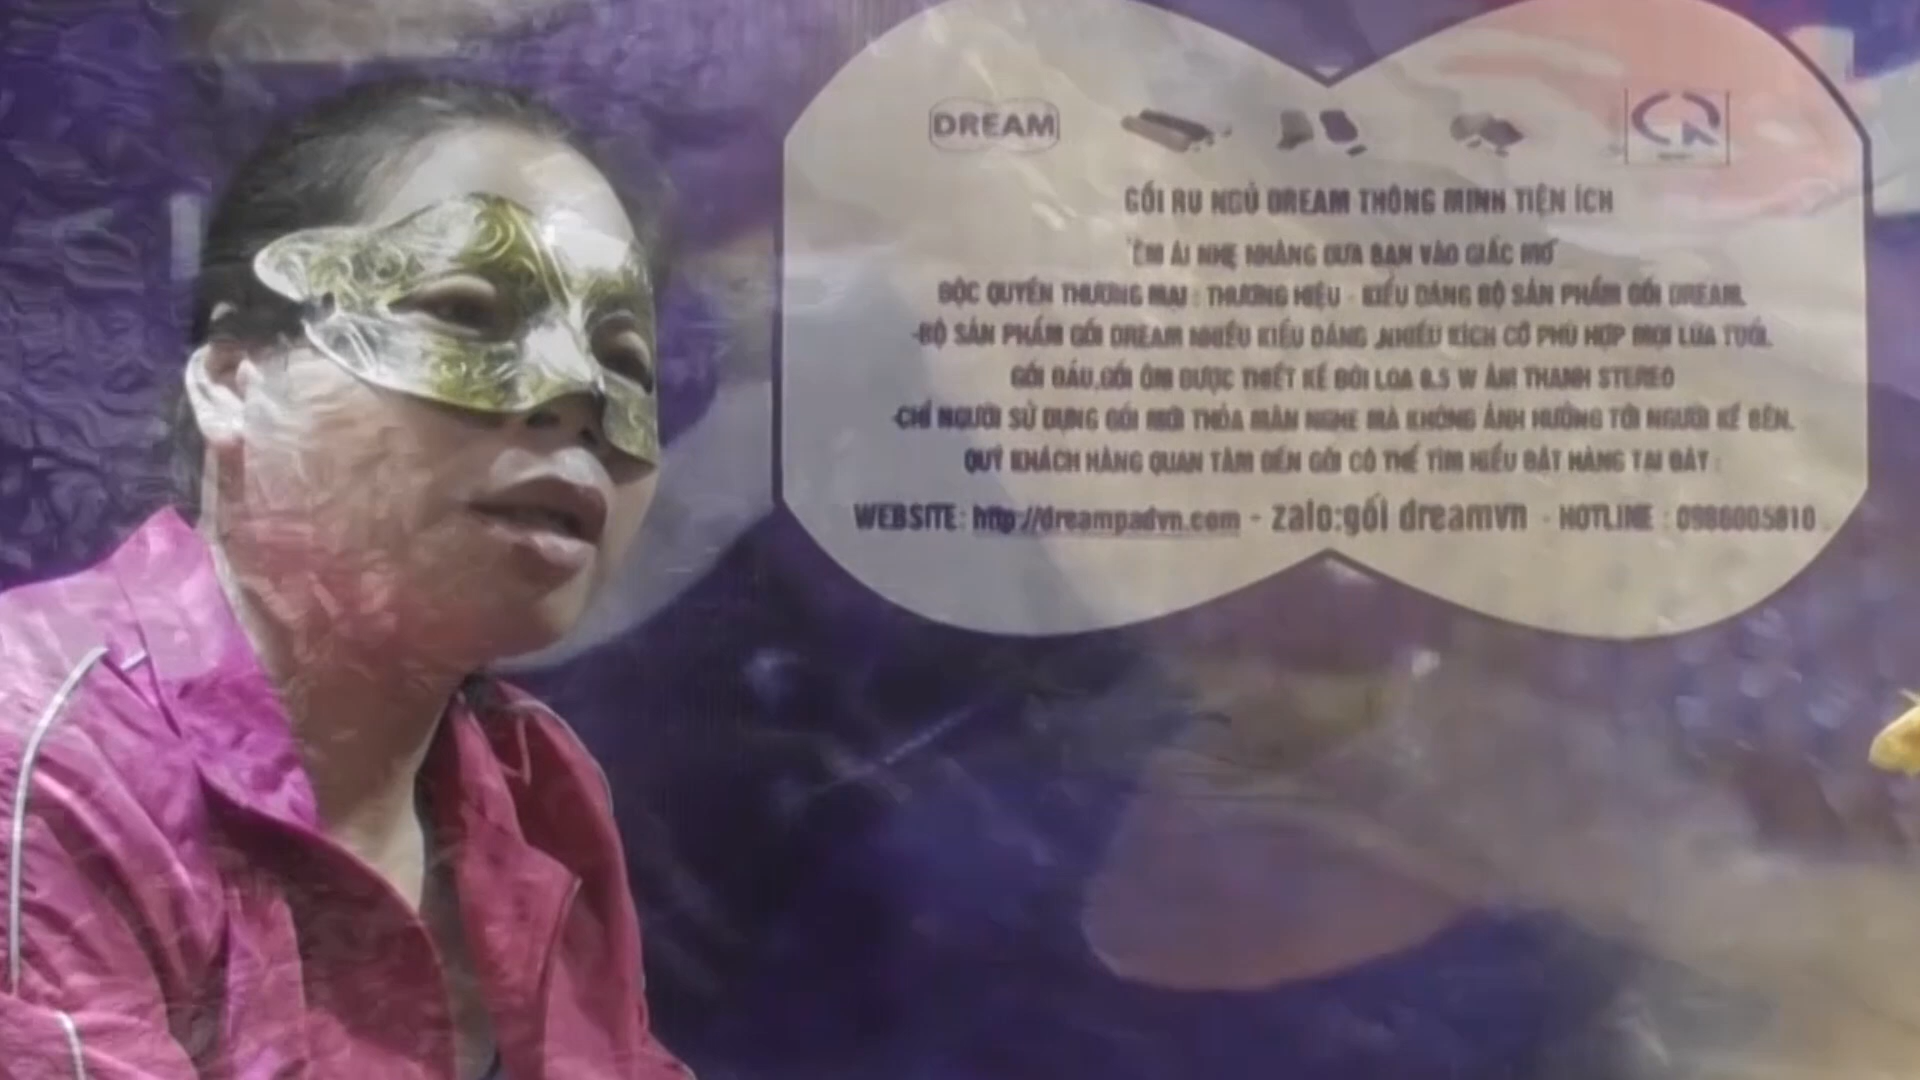 DREAM
GỐI RU NGỦ DREAM THÔNG MINH TIỆN ÍCH
"ÊM ÁI NHẸ NHÀNG ĐƯA BẠN VÀO GIẤC MƠ"
ĐỘC QUYỀN THƯƠNG MẠI : THƯƠNG HIỆU - KIỂU DÁNG BỘ SẢN PHẨM GỐI DREAM.
-BỘ SẢN PHẨM GỐI DREAM NHIỀU KIỂU DÁNG ,NHIỀU KÍCH CỠ PHÙ HỢP MỌI LỨA TUỔI.
GỐI ĐẦU,GỐI ÔM ĐƯỢC THIẾT KẾ ĐÔI LOA 0.5 W ÂM THANH STEREO
-CHỈ NGƯỜI SỬ DỤNG GỐI MỚI THỎA MÃN NGHE MÀ KHÔNG ẢNH HƯỞNG TỚI NGƯỜI KẾ BÊN.
QUÝ KHÁCH HÀNG QUAN TÂM ĐẾN GỐI CÓ THỂ TÌM HIỂU ĐẶT HÀNG TẠI ĐÂY :
WEBSITE: http://dreampadvn.com - zalo:gối dreamvn - HOTLINE : 0986005810